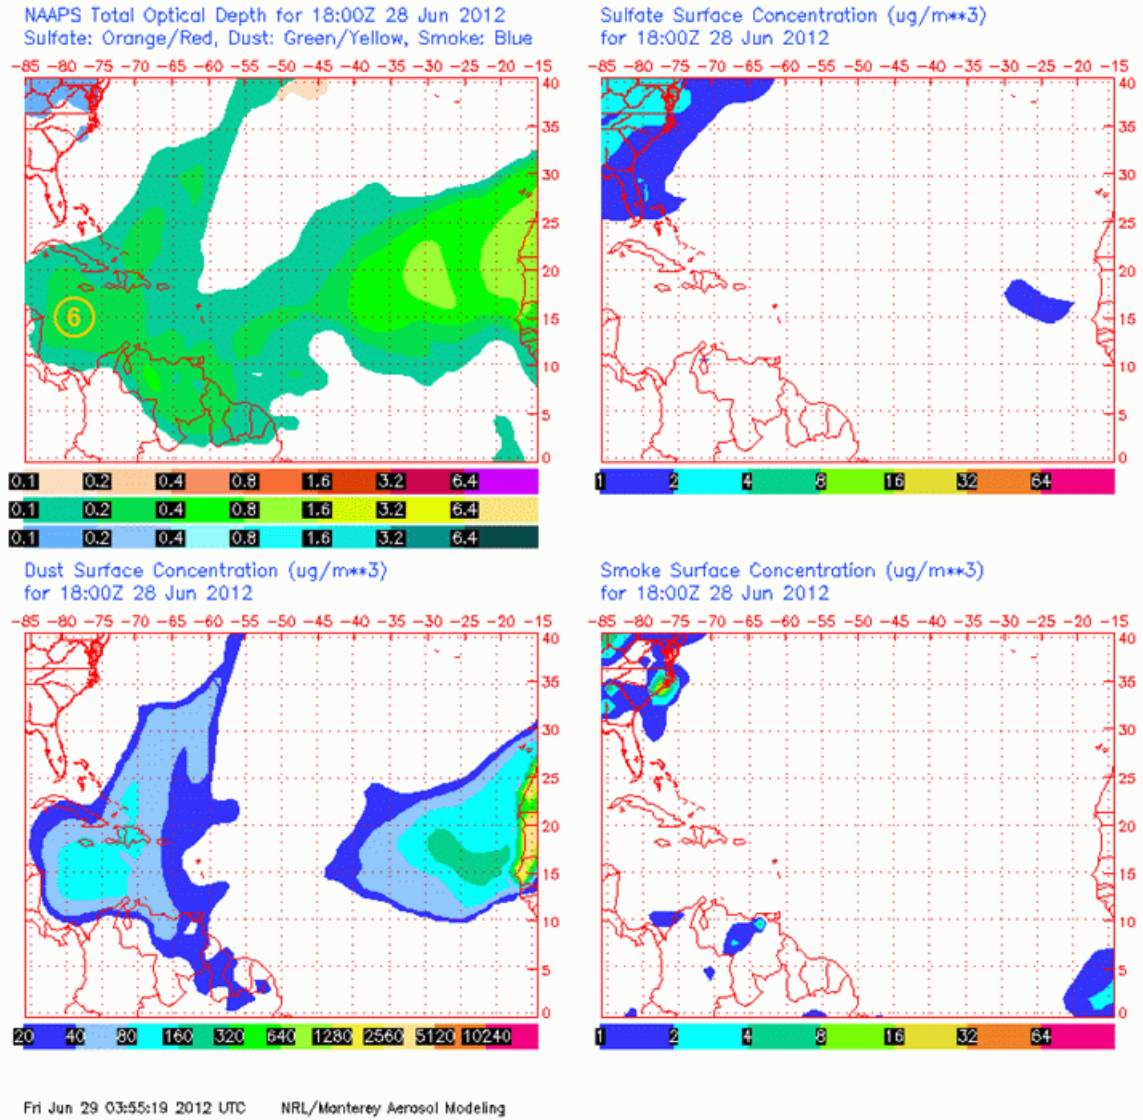 NAAPS Total Optical Depth for 18:00Z 28 Jun 2012
Sulfate: Orange/Red, Dust: Green/Yellow, Smoke: Blue
-85 -80 -75 -70 -65 -60 -55 -50 -45 -40 -35 -30 -25 -20 -15
40
35
30
25
20
15
10
5
0
6
0.1 0.2 0.4 0.8 1.6 3.2 6.4
0.1 0.2 0.4 0.8 1.6 3.2 6.4
0.1 0.2 0.4 0.8 1.6 3.2 6.4
Sulfate Surface Concentration (ug/m**3)
for 18:00Z 28 Jun 2012
-85 -80 -75 -70 -65 -60 -55 -50 -45 -40 -35 -30 -25 -20 -15
40
35
30
25
20
15
10
5
0
1 2 4 8 16 32 64
Dust Surface Concentration (ug/m**3)
for 18:00Z 28 Jun 2012
-85 -80 -75 -70 -65 -60 -55 -50 -45 -40 -35 -30 -25 -20 -15
40
35
30
25
20
15
10
5
0
20 40 80 160 320 640 1280 2560 5120 10240
Smoke Surface Concentration (ug/m**3)
for 18:00Z 28 Jun 2012
-85 -80 -75 -70 -65 -60 -55 -50 -45 -40 -35 -30 -25 -20 -15
40
35
30
25
20
15
10
5
0
1 2 4 8 16 32 64
Fri Jun 29 03:55:19 2012 UTC NRL/Monterey Aerosol Modeling